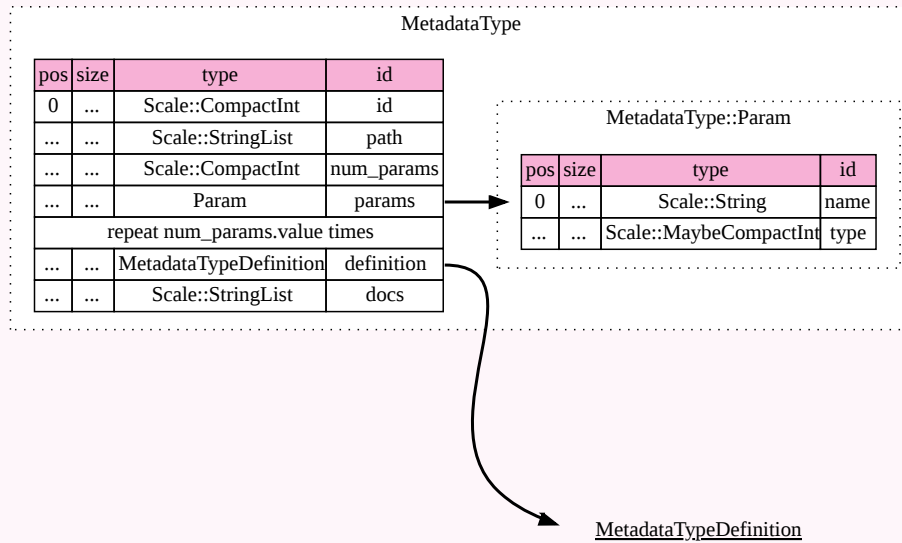 MetadataType
pos size type id
0 ... Scale::CompactInt id
... ... Scale::StringList path
... ... Scale::CompactInt num_params
... ... Param params
repeat num_params.value times
... ... MetadataTypeDefinition definition
... ... Scale::StringList docs
MetadataType::Param
pos size type id
0 ... Scale::String name
... ... Scale::MaybeCompactInt type
MetadataTypeDefinition